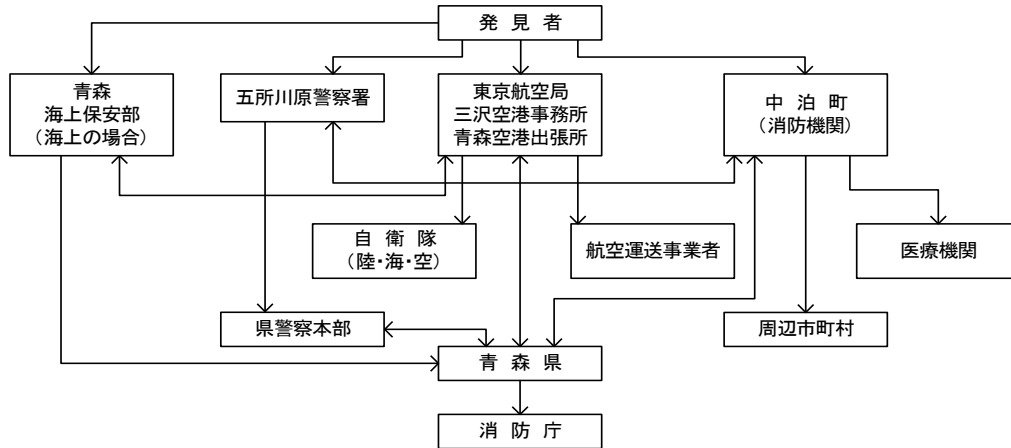 発 見 者
青森
海上保安部
（海上の場合）
五所川原警察署
東京航空局
三沢空港事務所
青森空港出張所
中 泊 町
（消防機関）
自 衛 隊
（陸・海・空）
航空運送事業者
医療機関
県警察本部
周辺市町村
青 森 県
消 防 庁